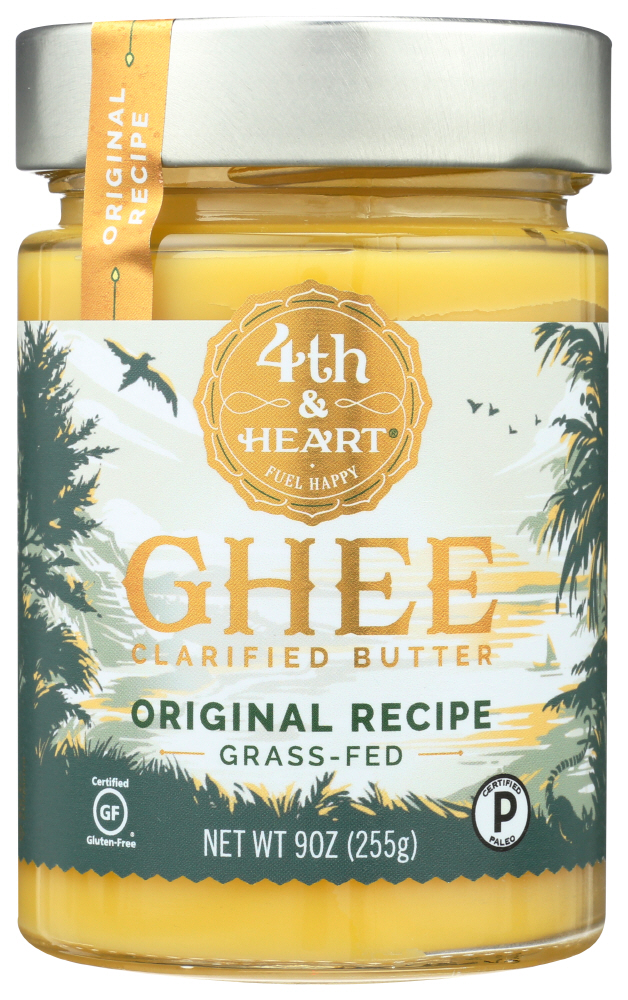 ORIGINAL
RECIPE
4th
&
HEART®
FUEL HAPPY
GHEE
CLARIFIED BUTTER
ORIGINAL RECIPE
GRASS-FED
Certified
GF
Gluten-Free®
CERTIFIED
P
PALEO
NET WT 9OZ (255g)